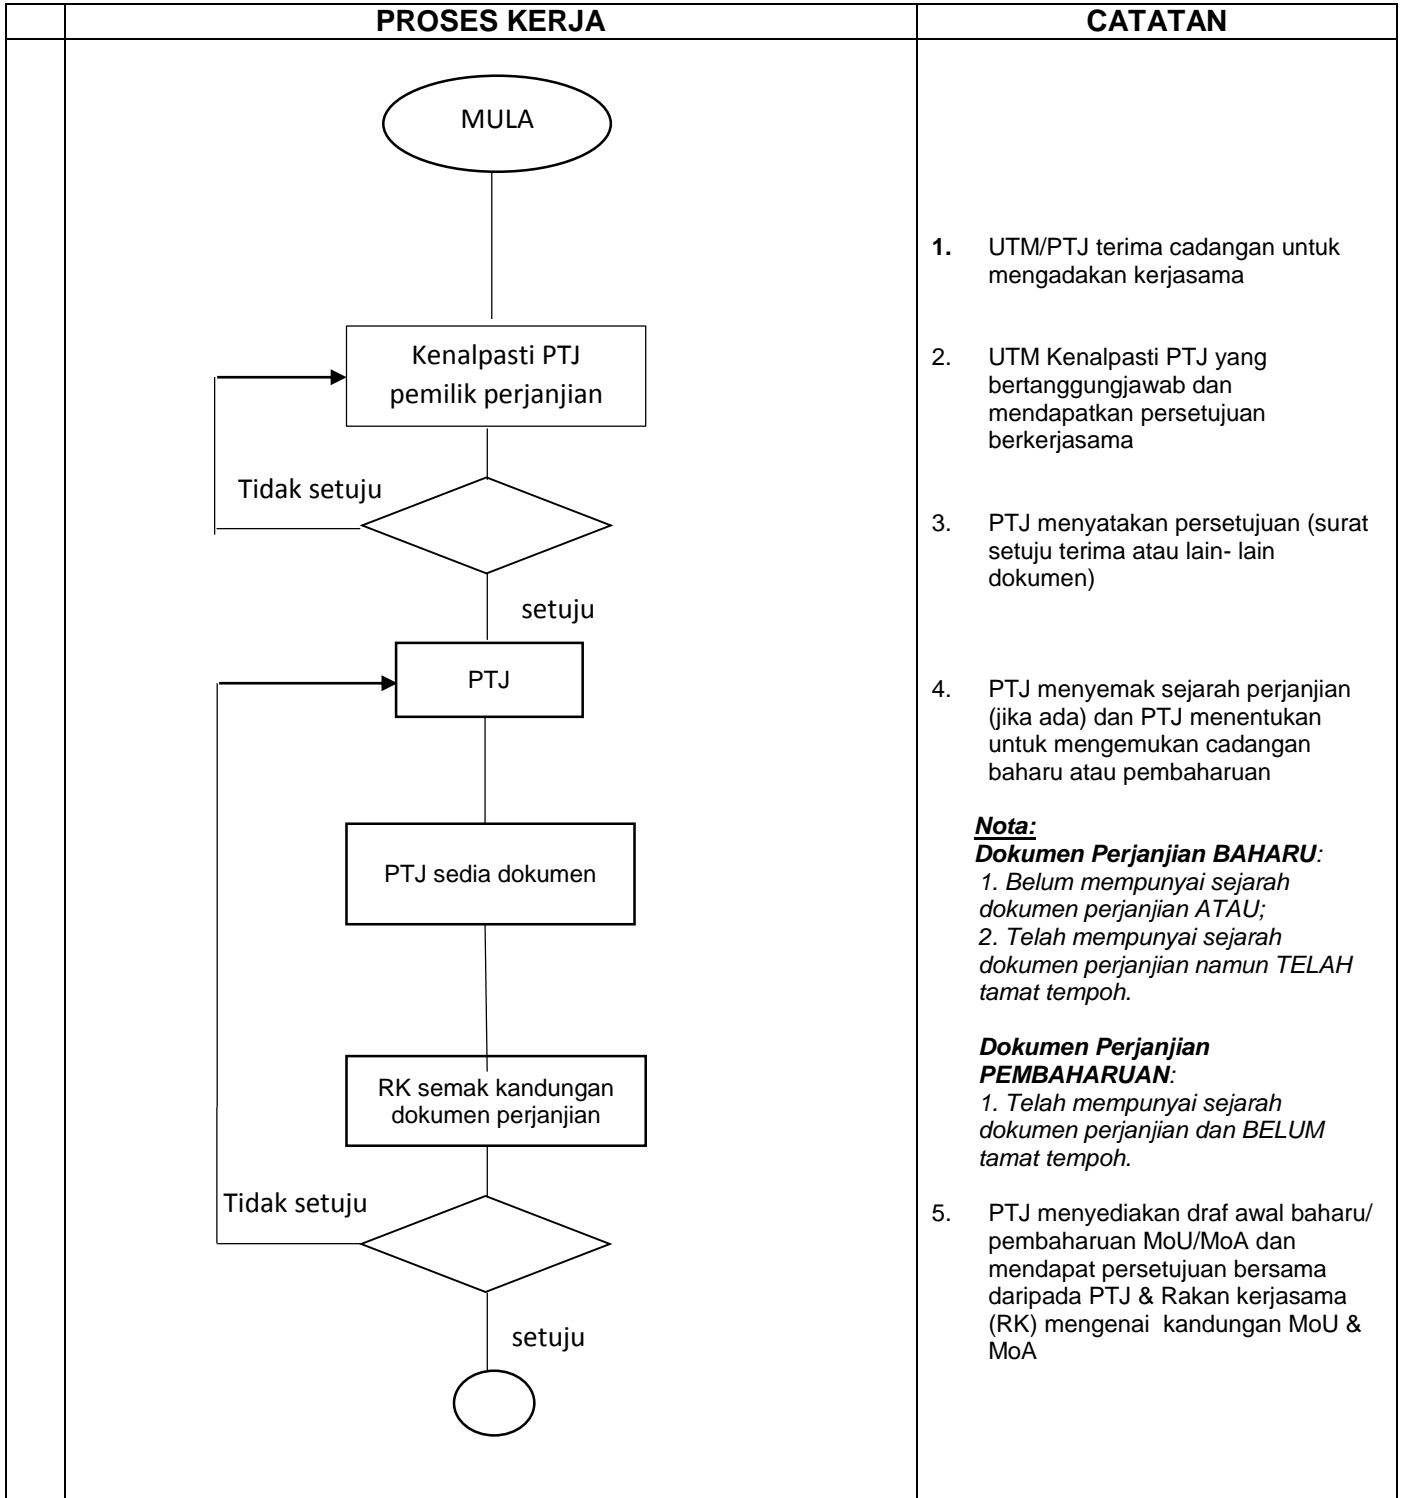 PROSES KERJA
CATATAN
MULA
Kenalpasti PTJ
pemilik perjanjian
Tidak setuju
setuju
PTJ
PTJ sedia dokumen
RK semak kandungan
dokumen perjanjian
Tidak setuju
setuju
1. UTM/PTJ terima cadangan untuk
mengadakan kerjasama
2. UTM Kenalpasti PTJ yang
bertanggungjawab dan
mendapatkan persetujuan
berkerjasama
3. PTJ menyatakan persetujuan (surat
setuju terima atau lain- lain
dokumen)
4. PTJ menyemak sejarah perjanjian
(jika ada) dan PTJ menentukan
untuk mengemukan cadangan
baharu atau pembaharuan
Nota:
Dokumen Perjanjian BAHARU:
1. Belum mempunyai sejarah
dokumen perjanjian ATAU;
2. Telah mempunyai sejarah
dokumen perjanjian namun TELAH
tamat tempoh.
Dokumen Perjanjian
PEMBAHARUAN:
1. Telah mempunyai sejarah
dokumen perjanjian dan BELUM
tamat tempoh.
5. PTJ menyediakan draf awal baharu/
pembaharuan MoU/MoA dan
mendapat persetujuan bersama
daripada PTJ & Rakan kerjasama
(RK) mengenai kandungan MoU &
MoA